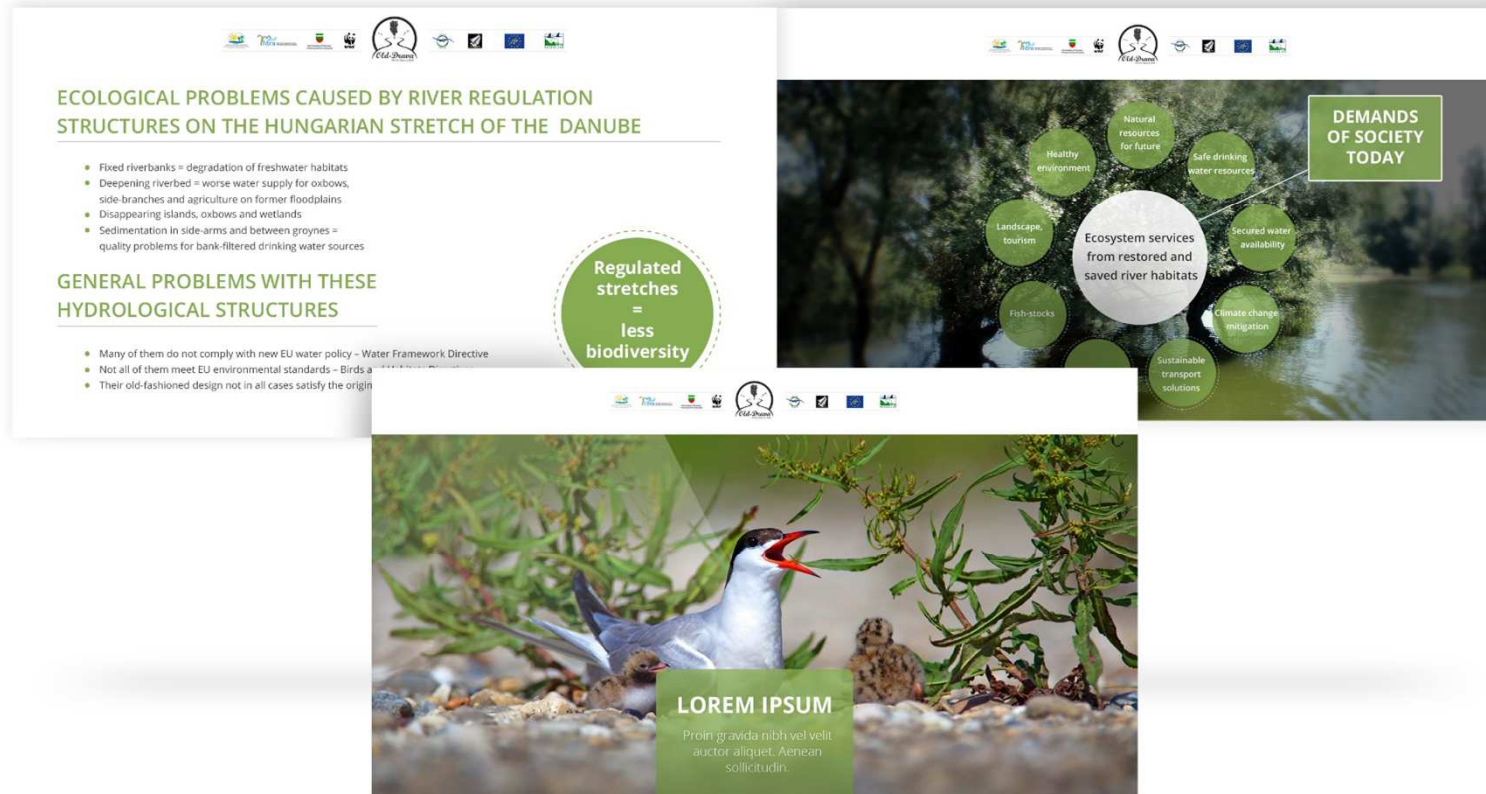 Old-Drava
ECOLOGICAL PROBLEMS CAUSED BY RIVER REGULATION
STRUCTURES ON THE HUNGARIAN STRETCH OF THE DANUBE
Fixed riverbanks = degradation of freshwater habitats
Deepening riverbed = worse water supply for oxbows,
side-branches and agriculture on former floodplains
Disappearing islands, oxbows and wetlands
Sedimentation in side-arms and between groynes =
quality problems for bank-filtered drinking water sources
GENERAL PROBLEMS WITH THESE
HYDROLOGICAL STRUCTURES
Many of them do not comply with new EU water policy – Water Framework Directive
Not all of them meet EU environmental standards – Birds
Their old-fashioned design not in all cases satisfy the origin
Regulated
stretches
=
less
biodiversity
Old-Drava
DEMANDS
OF SOCIETY
TODAY
Natural
resources
for future
Healthy
environment
Safe drinking
water resources
Landscape,
tourism
Ecosystem services
from restored and
saved river habitats
Secured water
availability
Fish-stocks
Climate change
mitigation
Sustainable
transport
solutions
Old-Drava
LOREM IPSUM
Proin gravida nibh vel velit
auctor aliquet. Aenean
sollicitudin.